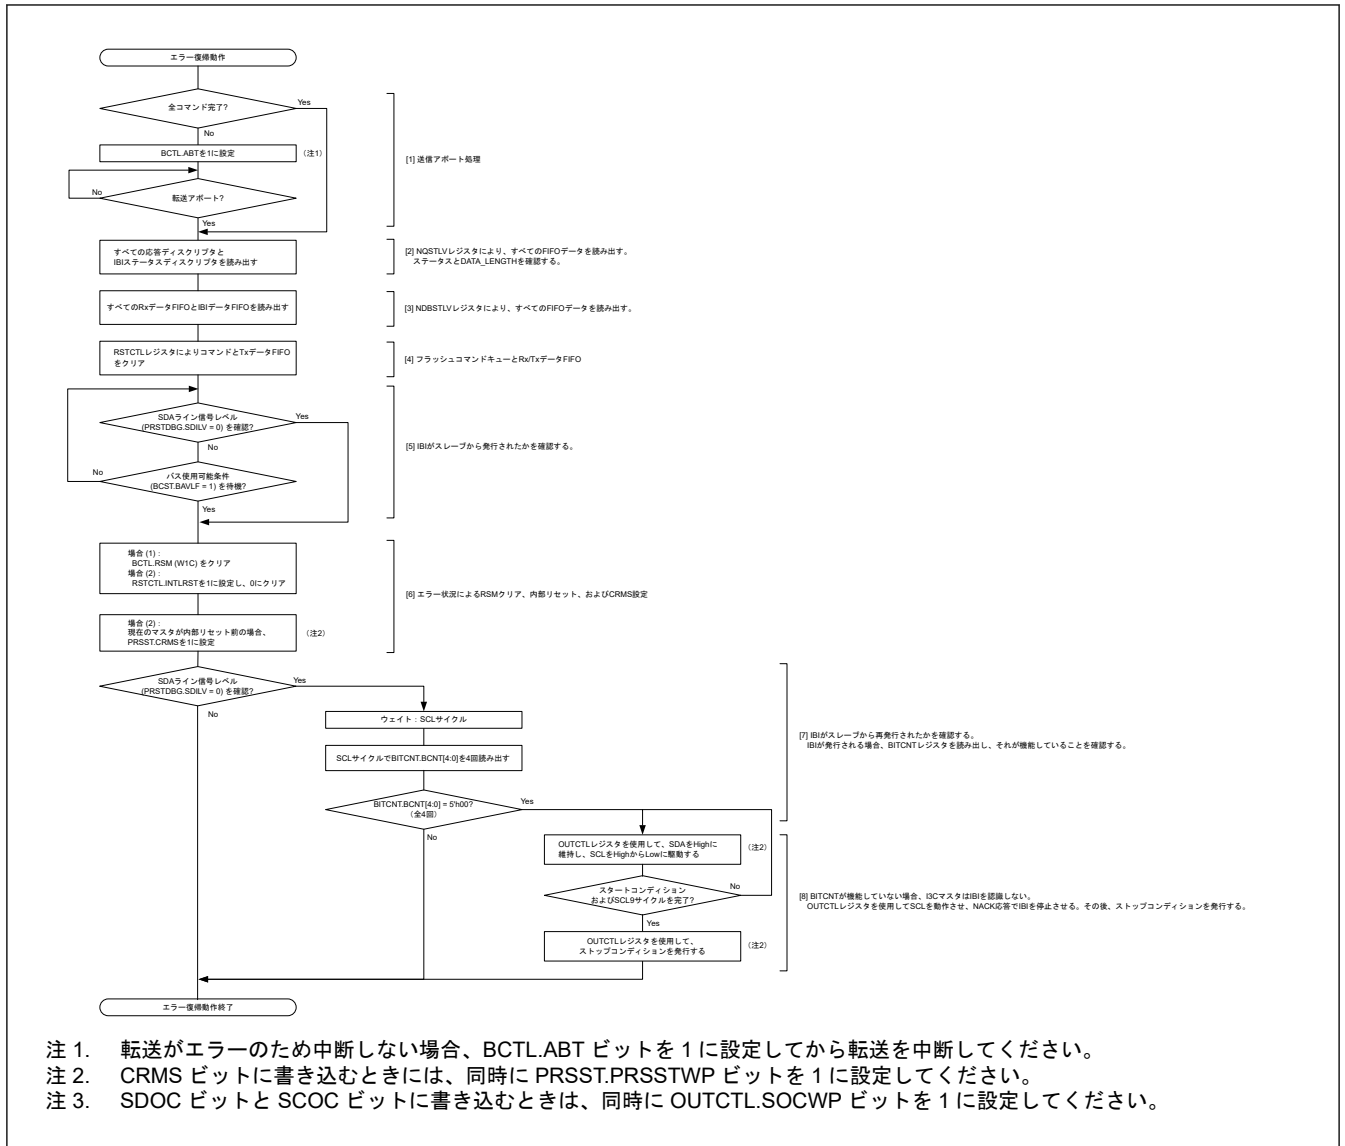 エラー復帰動作
全コマンド完了?
Yes
No
BCTL.ABTを1に設定
（注1）
[1] 送信アボート処理
No
転送アボート?
Yes
すべての応答ディスクリプタと
IBIステータスディスクリプタを読み出す
[2] NQSTLVレジスタにより、すべてのFIFOデータを読み出す。
ステータスとDATA_LENGTHを確認する。
すべてのRxデータFIFOとIBIデータFIFOを読み出す
[3] NDBSTLVレジスタにより、すべてのFIFOデータを読み出す。
RSTCTLレジスタによりコマンドとTxデータFIFO
をクリア
[4] フラッシュコマンドキューとRx/TxデータFIFO
SDAライン信号レベル
(PRSTDBG.SDILV = 0) を確認?
Yes
No
[5] IBIがスレーブから発行されたかを確認する。
No
バス使用可能条件
(BCST.BAVLF = 1) を待機?
Yes
場合 (1) :
BCTL.RSM (W1C) をクリア
場合 (2) :
RSTCTL.INTLRSTを1に設定し、0にクリア
[6] エラー状況によるRSMクリア、内部リセット、およびCRMS設定
場合 (2) :
現在のマスタが内部リセット前の場合、
PRSST.CRMSを1に設定
（注2）
SDAライン信号レベル
(PRSTDBG.SDILV = 0) を確認?
Yes
No
ウェイト : SCLサイクル
[7] IBIがスレーブから再発行されたかを確認する。
IBIが発行される場合、BITCNTレジスタを読み出し、それが機能していることを確認する。
SCLサイクルでBITCNT.BCNT[4:0]を4回読み出す
BITCNT.BCNT[4:0] = 5'h00?
（全4回）
Yes
No
OUTCTLレジスタを使用して、SDAをHighに
維持し、SCLをHighからLowに駆動する
（注2）
スタートコンディション
およびSCL9サイクルを完了?
No
Yes
[8] BITCNTが機能していない場合、I3CマスタはIBIを認識しない。
OUTCTLレジスタを使用してSCLを動作させ、NACK応答でIBIを停止させる。その後、ストップコンディションを発行する。
OUTCTLレジスタを使用して、
ストップコンディションを発行する
（注2）
エラー復帰動作終了
注 1. 転送がエラーのため中断しない場合、BCTL.ABT ビットを 1 に設定してから転送を中断してください。
注 2. CRMS ビットに書き込むときには、同時に PRSST.PRSSTWP ビットを 1 に設定してください。
注 3. SDOC ビットと SCOC ビットに書き込むときは、同時に OUTCTL.SOCWP ビットを 1 に設定してください。